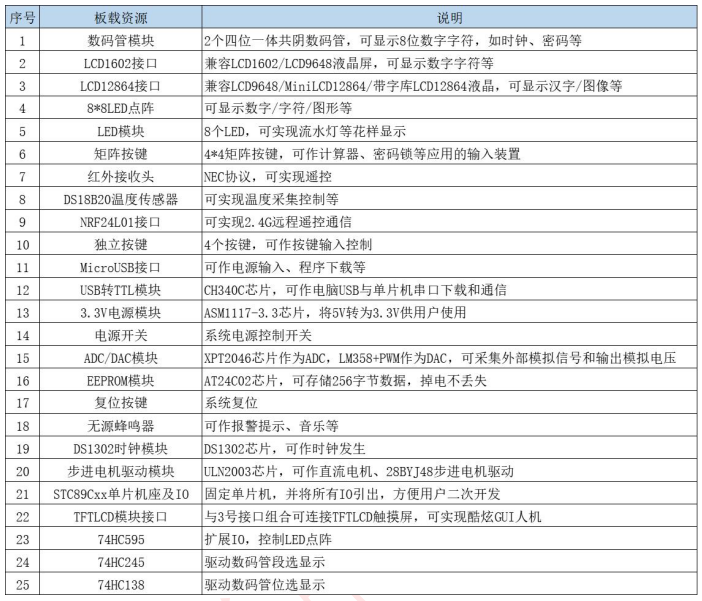 序号 板载资源 说明
1 数码管模块 2个四位一体共阴数码管，可显示8位数字字符，如时钟、密码等
2 LCD1602接口 兼容LCD1602/LCD9648液晶屏，可显示数字字符等
3 LCD12864接口 兼容LCD9648/MiniLCD12864/带字库LCD12864液晶，可显示汉字/图像等
4 8*8LED点阵 可显示数字/字符/图形等
5 LED模块 8个LED，可实现流水灯等花样显示
6 矩阵按键 4*4矩阵按键，可作计算器、密码锁等应用的输入装置
7 红外接收头 NEC协议，可实现遥控
8 DS18B20温度传感器 可实现温度采集控制等
9 NRF24L01接口 可实现2.4G远程遥控通信
10 独立按键 4个按键，可作按键输入控制
11 MicroUSB接口 可作电源输入、程序下载等
12 USB转TTL模块 CH340C芯片，可作电脑USB与单片机串口下载和通信
13 3.3V电源模块 ASM1117-3.3芯片，将5V转为3.3V供用户使用
14 电源开关 系统电源控制开关
15 ADC/DAC模块 XPT2046芯片作为ADC，LM358+PWM作为DAC，可采集外部模拟信号和输出模拟电压
16 EEPROM模块 AT24C02芯片，可存储256字节数据，掉电不丢失
17 复位按键 系统复位
18 无源蜂鸣器 可作报警提示、音乐等
19 DS1302时钟模块 DS1302芯片，可作时钟发生
20 步进电机驱动模块 ULN2003芯片，可作直流电机、28BYJ48步进电机驱动
21 STC89Cxx单片机座及IO 固定单片机，并将所有IO引出，方便用户二次开发
22 TFTLCD模块接口 与3号接口组合可连接TFTLCD触摸屏，可实现酷炫GUI人机
23 74HC595 扩展IO，控制LED点阵
24 74HC245 驱动数码管段选显示
25 74HC138 驱动数码管位选显示